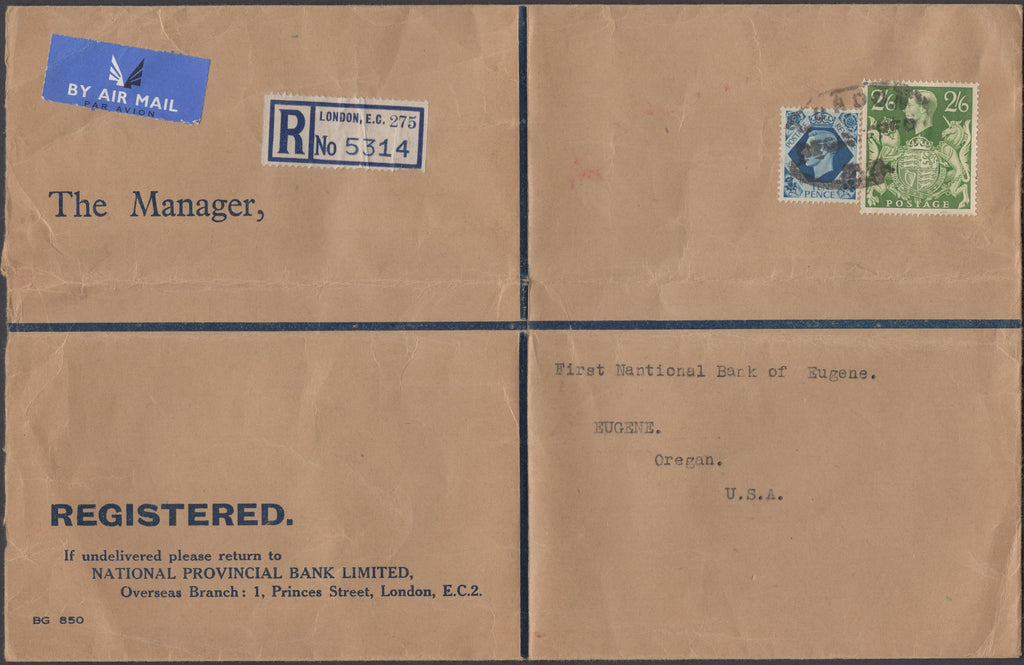 BY AIR MAIL
PAR AVION
R
LONDON, E.C. 275
No 5314
2/6 2/6
POSTAGE
TEN
PENCE
The Manager,
First Nantional Bank of Eugene.
EUGENE.
Oregan.
U.S.A.
REGISTERED.
If undelivered please return to
NATIONAL PROVINCIAL BANK LIMITED,
Overseas Branch: 1, Princes Street, London, E.C.2.
BG 850